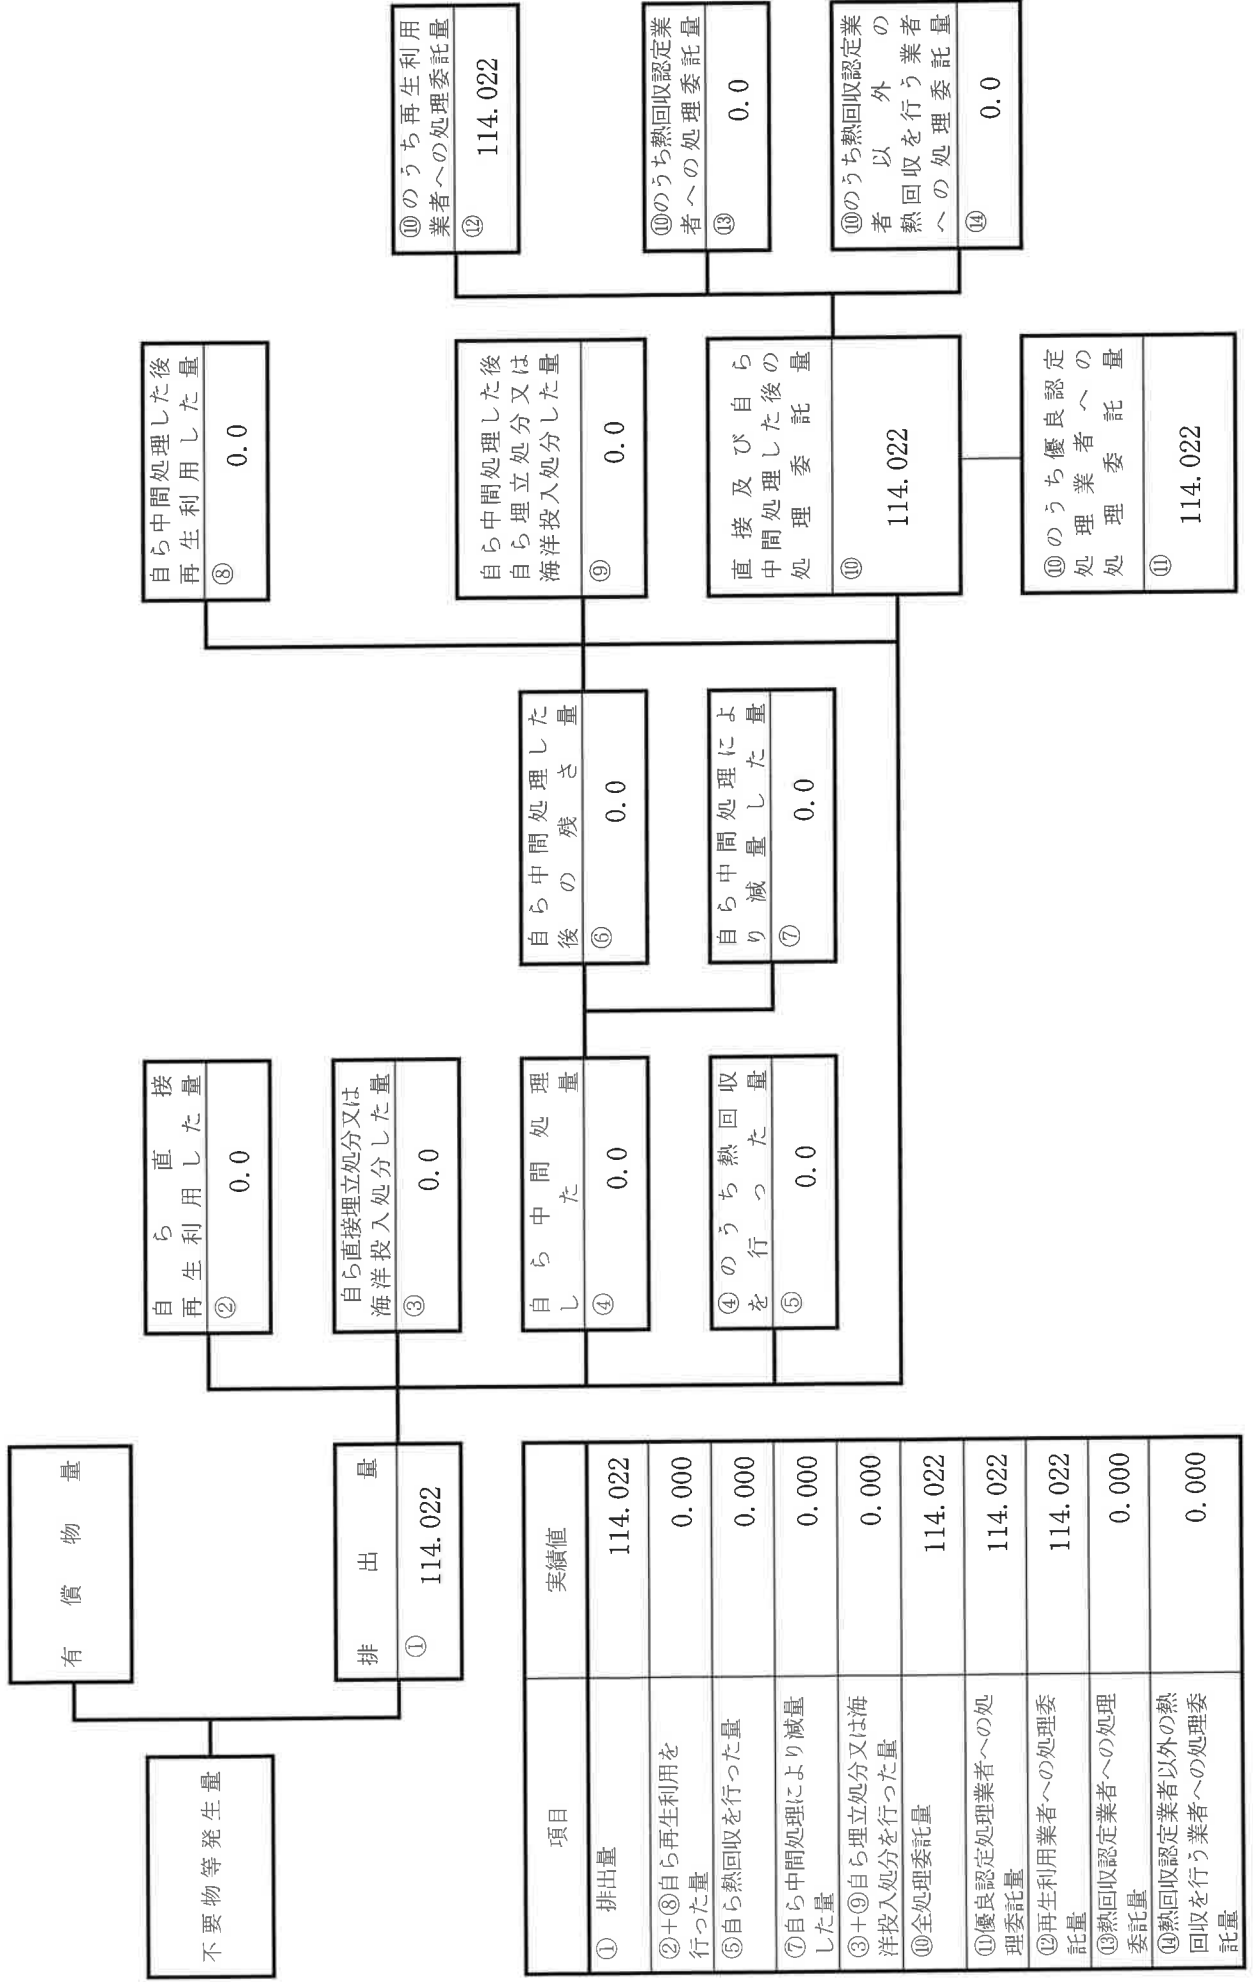 不要物等発生量
有償物量
排出量
① 114.022
自ら直接
再生利用した量
② 0.0
自ら直接埋立処分又は
海洋投入処分した量
③ 0.0
自ら中間処理
した量
④ 0.0
④のうち熱回収
を行った量
⑤ 0.0
自ら中間処理した
後の残さ量
⑥ 0.0
自ら中間処理によ
り減量した量
⑦ 0.0
自ら中間処理した後
再生利用した量
⑧ 0.0
自ら中間処理した後
自ら埋立処分又は
海洋投入処分した量
⑨ 0.0
直接及び自ら
中間処理した後の
処理委託量
⑩ 114.022
⑩のうち優良認定
処理業者への
処理委託量
⑪ 114.022
⑩のうち再生利用
業者への処理委託量
⑫ 114.022
⑩のうち熱回収認定業
者への処理委託量
⑬ 0.0
⑩のうち熱回収認定業
者以外の
熱回収を行う業者
への処理委託量
⑭ 0.0
項目 実績値
① 排出量 114.022
②+⑧自ら再生利用を
行った量 0.000
⑤自ら熱回収を行った量 0.000
⑦自ら中間処理により減量
した量 0.000
③+⑨自ら埋立処分又は海
洋投入処分を行った量 0.000
⑩全処理委託量 114.022
⑪優良認定処理業者への処
理委託量 114.022
⑫再生利用業者への処理委
託量 114.022
⑬熱回収認定業者への処理
委託量 0.000
⑭熱回収認定業者以外の熱
回収を行う業者への処理委
託量 0.000